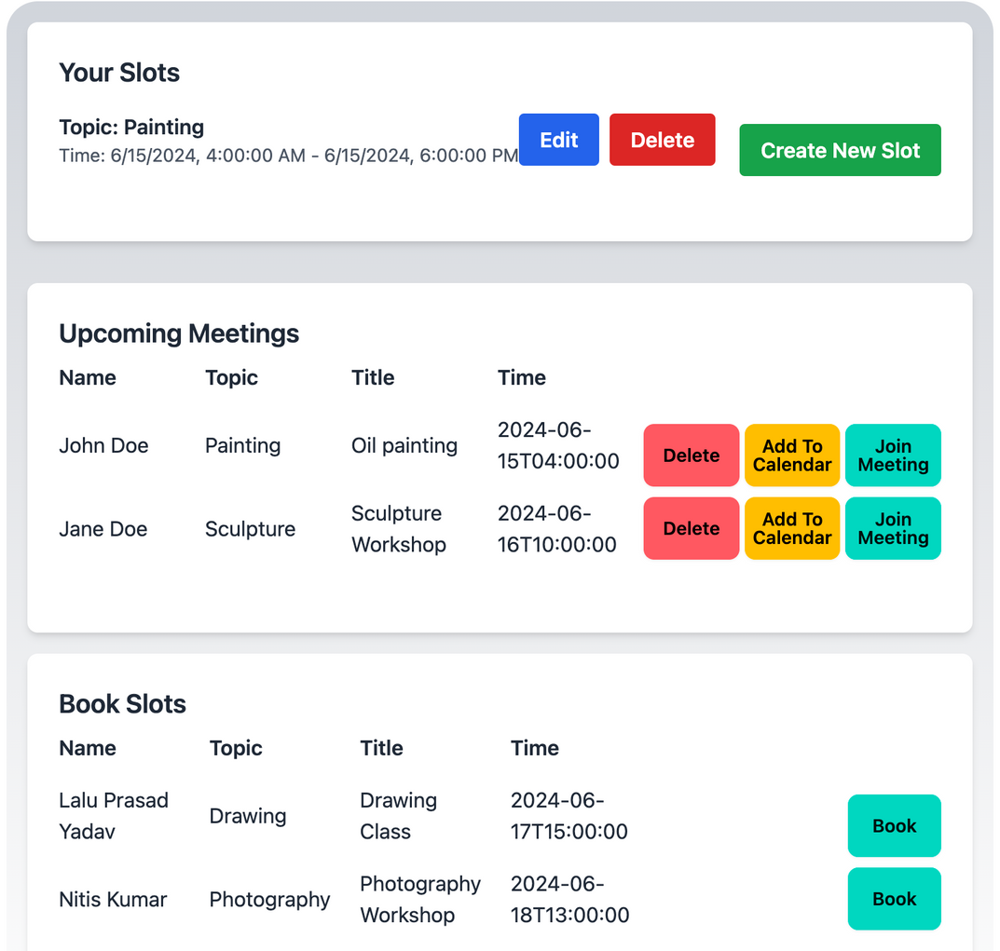 Your Slots
Topic: Painting
Time: 6/15/2024, 4:00:00 AM - 6/15/2024, 6:00:00 PM
Edit
Delete
Create New Slot
Upcoming Meetings
Name Topic Title Time
John Doe Painting Oil painting 2024-06-
15T04:00:00
Delete
Add To
Calendar
Join
Meeting
Jane Doe Sculpture Sculpture
Workshop
2024-06-
16T10:00:00
Delete
Add To
Calendar
Join
Meeting
Book Slots
Name Topic Title Time
Lalu Prasad
Yadav
Drawing
Drawing
Class
2024-06-
17T15:00:00
Book
Nitis Kumar
Photography
Photography
Workshop
2024-06-
18T13:00:00
Book